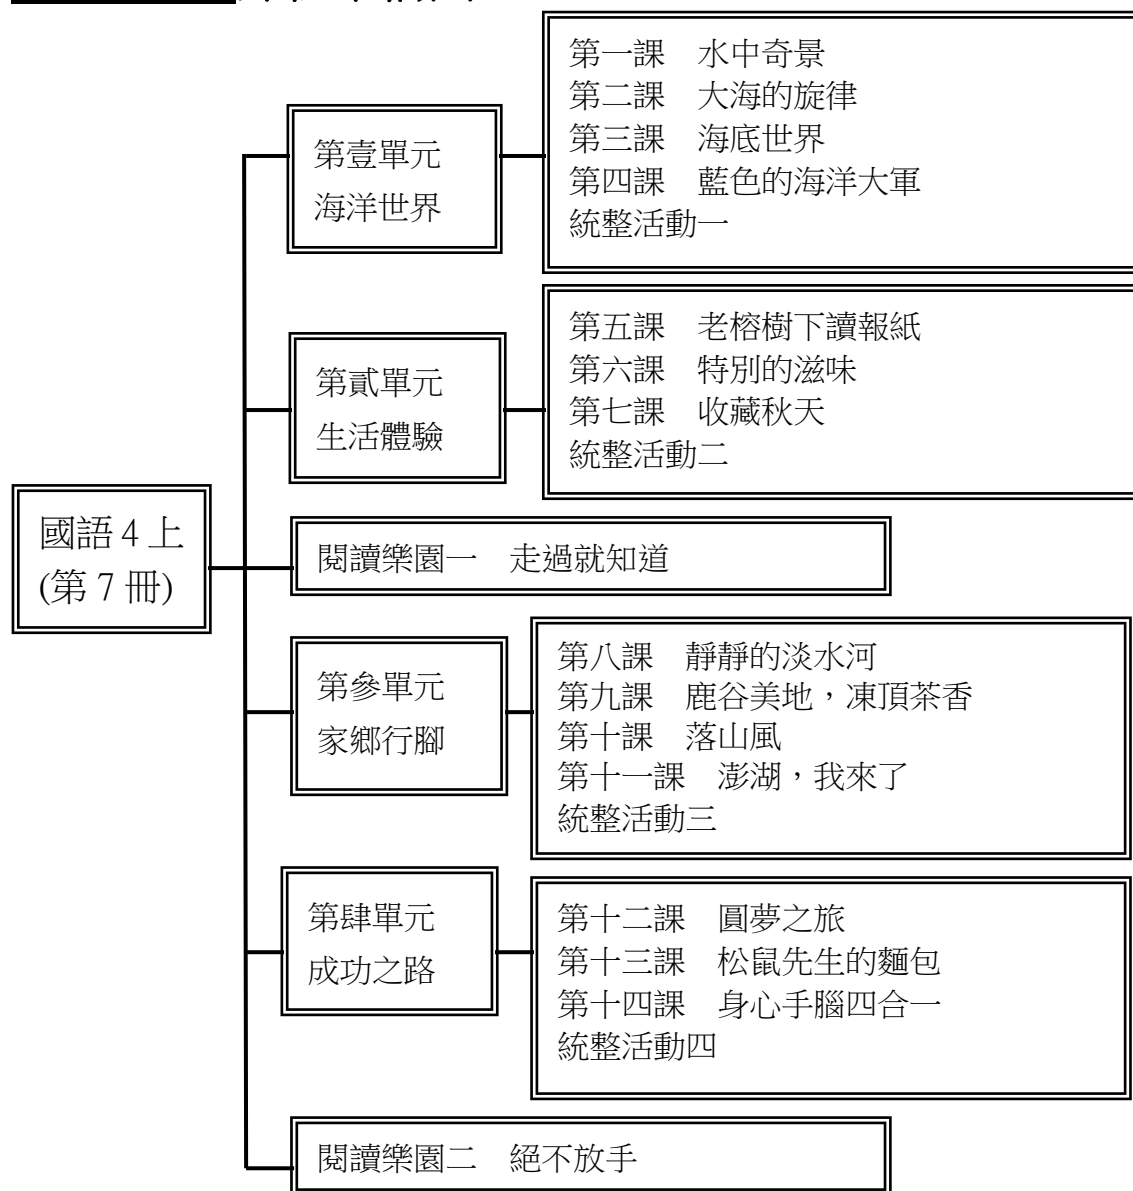 第一課　水中奇景
第二課　大海的旋律
第三課　海底世界
第四課　藍色的海洋大軍
統整活動一
第壹單元
海洋世界
第五課　老榕樹下讀報紙
第六課　特別的滋味
第七課　收藏秋天
統整活動二
第貳單元
生活體驗
國語 4 上
(第 7 冊)
閱讀樂園一　走過就知道
第八課　靜靜的淡水河
第九課　鹿谷美地，凍頂茶香
第十課　落山風
第十一課　澎湖，我來了
統整活動三
第參單元
家鄉行腳
第十二課　圓夢之旅
第十三課　松鼠先生的麵包
第十四課　身心手腦四合一
統整活動四
第肆單元
成功之路
閱讀樂園二　絕不放手